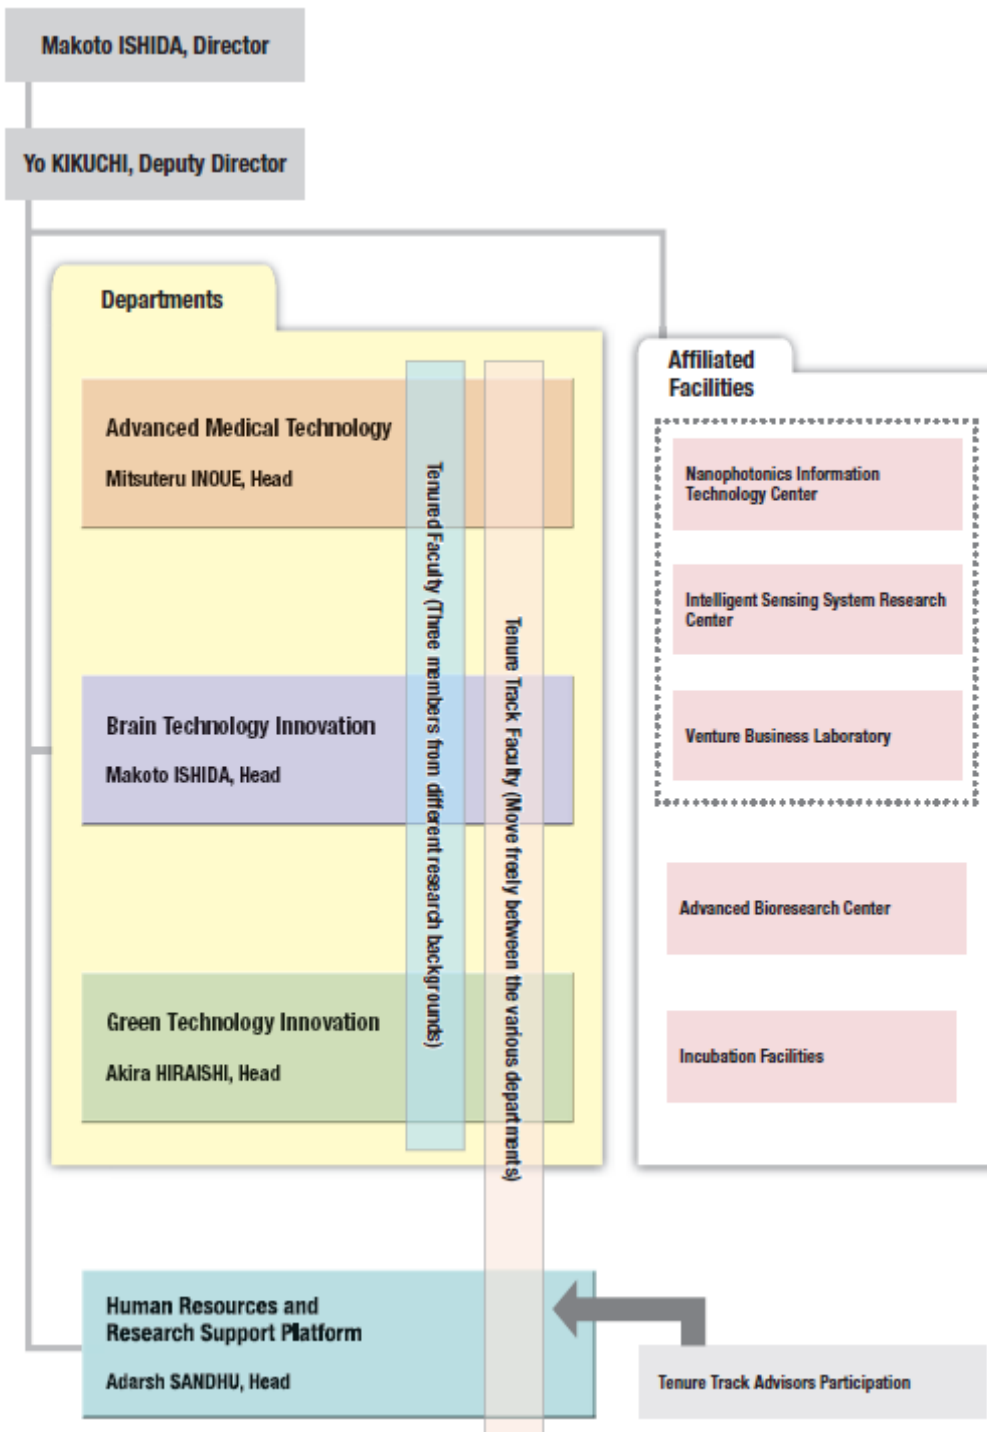 Makoto ISHIDA, Director
Yo KIKUCHI, Deputy Director
Departments
Advanced Medical Technology
Mitsuteru INOUE, Head
Brain Technology Innovation
Makoto ISHIDA, Head
Green Technology Innovation
Akira HIRAISHI, Head
Tenured Faculty (Three members from different research backgrounds)
Tenure Track Faculty (Move freely between the various departments)
Affiliated
Facilities
Nanophotonics Information
Technology Center
Intelligent Sensing System Research
Center
Venture Business Laboratory
Advanced Bioresearch Center
Incubation Facilities
Human Resources and
Research Support Platform
Adarsh SANDHU, Head
Tenure Track Advisors Participation